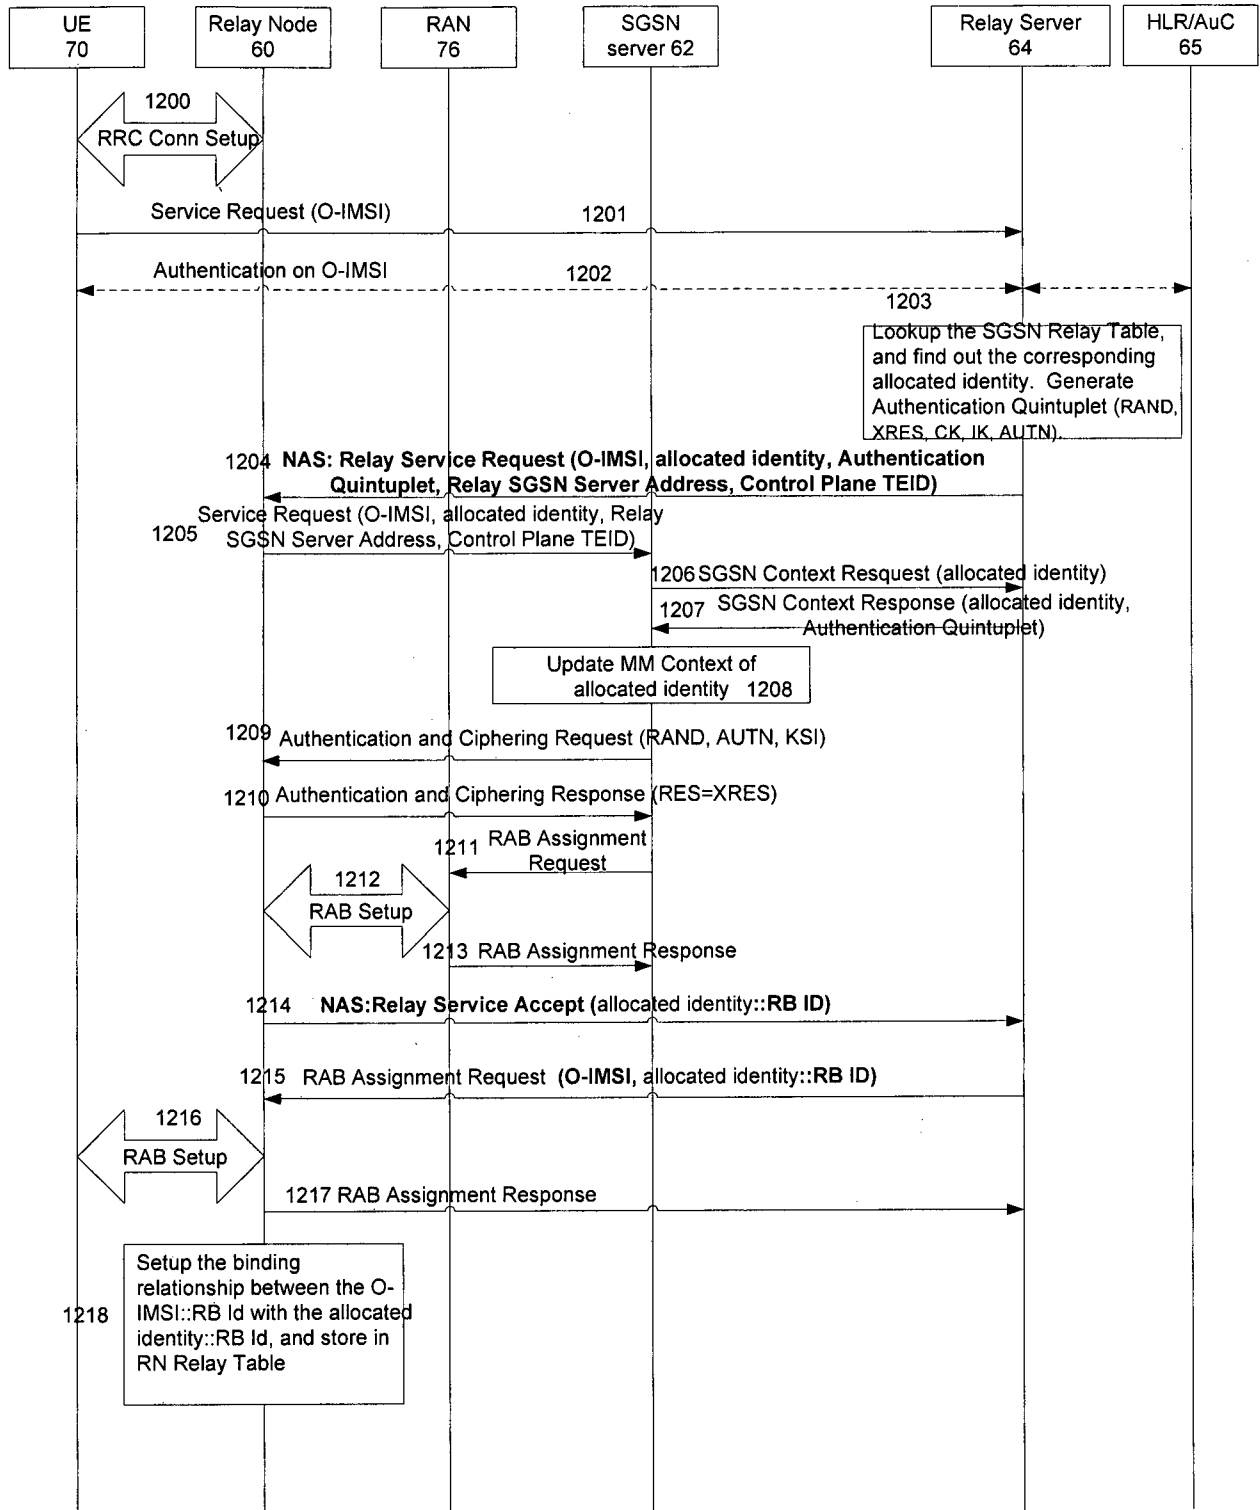 UE
70
Relay Node
60
RAN
76
SGSN
server 62
Relay Server
64
HLR/AuC
65
1200
RRC Conn Setup
Service Request (O-IMSI)
1201
Authentication on O-IMSI
1202
1203
Lookup the SGSN Relay Table,
and find out the corresponding
allocated identity. Generate
Authentication Quintuplet (RAND,
XRES, CK, IK, AUTN).
1204 NAS: Relay Service Request (O-IMSI, allocated identity, Authentication
Quintuplet, Relay SGSN Server Address, Control Plane TEID)
Service Request (O-IMSI, allocated identity, Relay
1205 SGSN Server Address, Control Plane TEID)
1206 SGSN Context Resquest (allocated identity)
1207 SGSN Context Response (allocated identity,
Authentication Quintuplet)
Update MM Context of
allocated identity 1208
1209 Authentication and Ciphering Request (RAND, AUTN, KSI)
1210 Authentication and Ciphering Response (RES=XRES)
1211 RAB Assignment
Request
1212
RAB Setup
1213 RAB Assignment Response
1214 NAS:Relay Service Accept (allocated identity::RB ID)
1215 RAB Assignment Request (O-IMSI, allocated identity::RB ID)
1216
RAB Setup
1217 RAB Assignment Response
Setup the binding
relationship between the O-
IMSI::RB Id with the allocated
identity::RB Id, and store in
RN Relay Table
1218